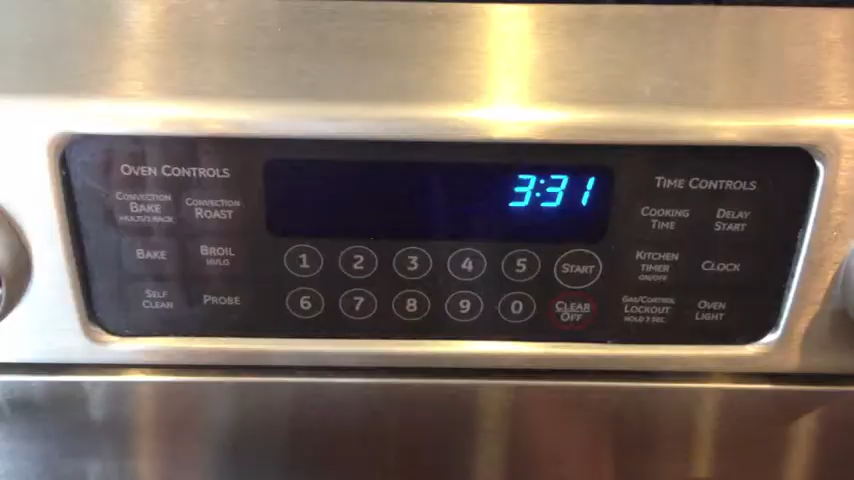 OVEN CONTROLS
CONVECTION
BAKE
MULTI/1 RACK
CONVECTION
ROAST
BAKE
BROIL
HI/LO
SELF
CLEAN
PROBE
3:31
1 2 3 4 5
START
6 7 8 9 0
CLEAR
OFF
TIME CONTROLS
COOKING
TIME
DELAY
START
KITCHEN
TIMER
ON/OFF
CLOCK
GAS/CONTROL
LOCKOUT
HOLD 3 SEC.
OVEN
LIGHT